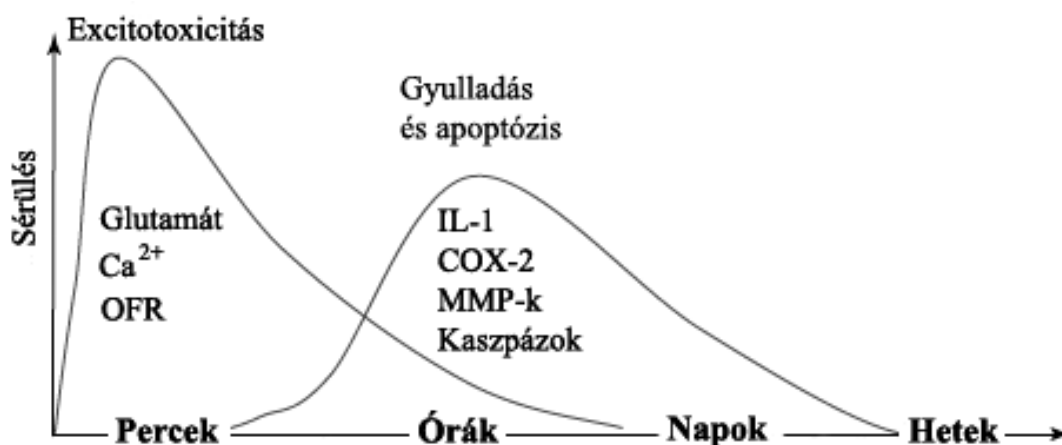 Excitotoxicitás
Gyulladás
és apoptózis
Sérülés
Glutamát
Ca²⁺
OFR
IL-1
COX-2
MMP-k
Kaszpázok
Percek
Órák
Napok
Hetek